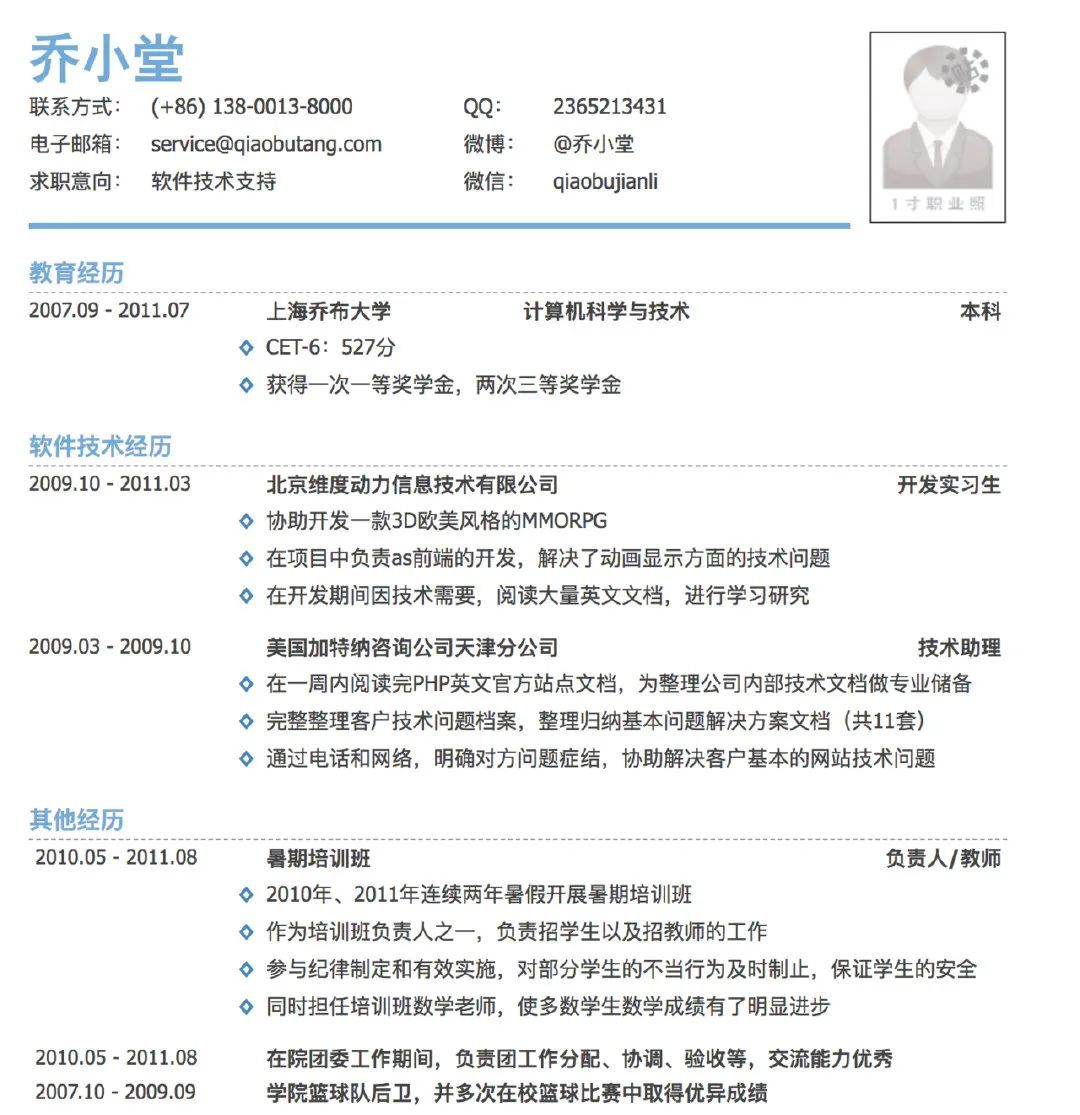 乔小堂
联系方式： (+86) 138-0013-8000 QQ： 2365213431
电子邮箱： service@qiaobutang.com 微博： @乔小堂
求职意向： 软件技术支持 微信： qiaobujianli
1寸职业照
教育经历
2007.09 - 2011.07 上海乔布大学 计算机科学与技术 本科
CET-6：527分
获得一次一等奖学金，两次三等奖学金
软件技术经历
2009.10 - 2011.03 北京维度动力信息技术有限公司 开发实习生
协助开发一款3D欧美风格的MMORPG
在项目中负责as前端的开发，解决了动画显示方面的技术问题
在开发期间因技术需要，阅读大量英文文档，进行学习研究
2009.03 - 2009.10 美国加特纳咨询公司天津分公司 技术助理
在一周内阅读完PHP英文官方站点文档，为整理公司内部技术文档做专业储备
完整整理客户技术问题档案，整理归纳基本问题解决方案文档（共11套）
通过电话和网络，明确对方问题症结，协助解决客户基本的网站技术问题
其他经历
2010.05 - 2011.08 暑期培训班 负责人/教师
2010年、2011年连续两年暑假开展暑期培训班
作为培训班负责人之一，负责招学生以及招教师的工作
参与纪律制定和有效实施，对部分学生的不当行为及时制止，保证学生的安全
同时担任培训班数学老师，使多数学生数学成绩有了明显进步
2010.05 - 2011.08 在院团委工作期间，负责团工作分配、协调、验收等，交流能力优秀
2007.10 - 2009.09 学院篮球队后卫，并多次在校篮球比赛中取得优异成绩